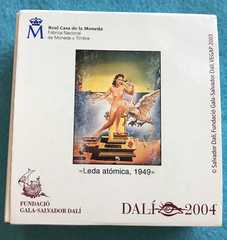 Real Casa de la Moneda
Fábrica Nacional
de Moneda y Timbre
© Salvador Dalí, Fundació Gala-Salvador Dalí, VEGAP 2003
«Leda atómica, 1949»
FUNDACIÓ
GALA-SALVADOR DALÍ
DALÍ 2004